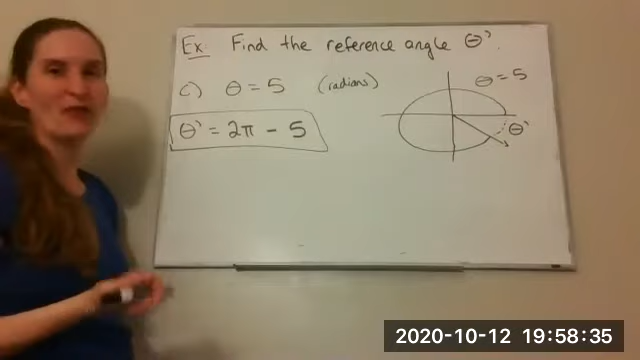 Ex: Find the reference angle θ'.
c) θ = 5 (radians)
θ = 5
θ' = 2π - 5
θ'
2020-10-12 19:58:35